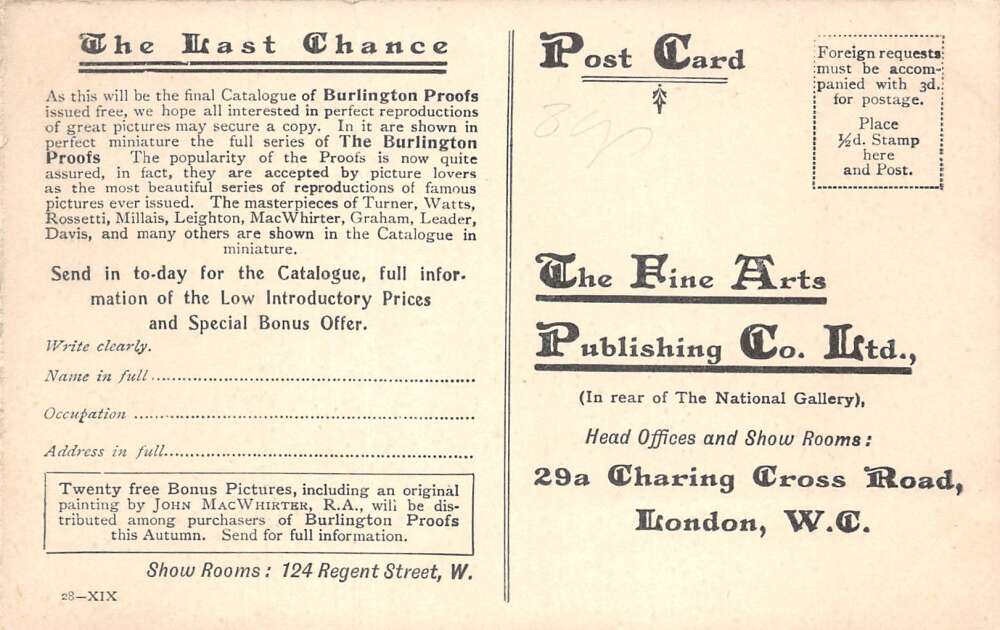 The Last Chance
As this will be the final Catalogue of Burlington Proofs
issued free, we hope all interested in perfect reproductions
of great pictures may secure a copy. In it are shown in
perfect miniature the full series of The Burlington
Proofs The popularity of the Proofs is now quite
assured, in fact, they are accepted by picture lovers
as the most beautiful series of reproductions of famous
pictures ever issued. The masterpieces of Turner, Watts,
Rossetti, Millais, Leighton, MacWhirter, Graham, Leader,
Davis, and many others are shown in the Catalogue in
miniature.
Send in to-day for the Catalogue, full infor-
mation of the Low Introductory Prices
and Special Bonus Offer.
Write clearly.
Name in full
Occupation
Address in full
Twenty free Bonus Pictures, including an original
painting by John MacWhirter, R.A., will be dis-
tributed among purchasers of Burlington Proofs
this Autumn. Send for full information.
Show Rooms: 124 Regent Street, W.
28—XIX
Post Card
Foreign requests
must be accom-
panied with 3d.
for postage.
Place
½d. Stamp
here
and Post.
The Fine Arts
Publishing Co. Ltd.,
(In rear of The National Gallery),
Head Offices and Show Rooms:
29a Charing Cross Road,
London, W.C.